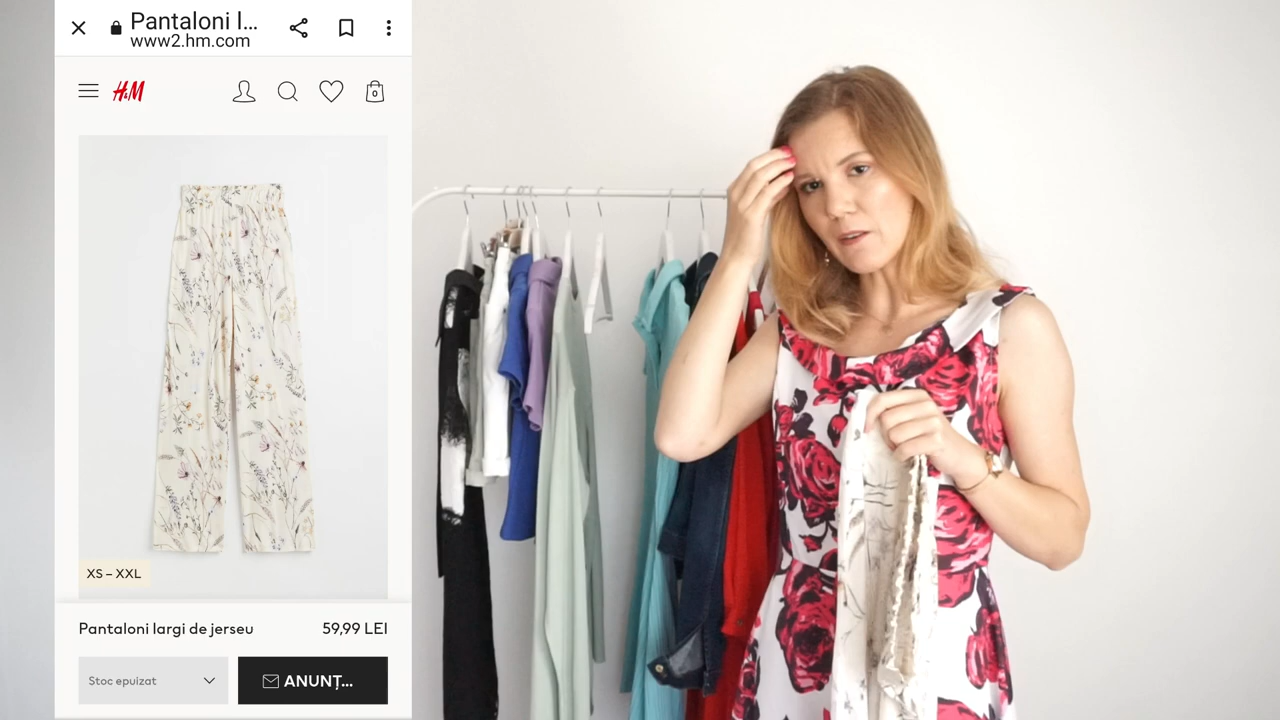 Pantaloni l...
www2.hm.com
H&M
0
XS – XXL
Pantaloni largi de jerseu
59,99 LEI
Stoc epuizat
ANUNȚ...